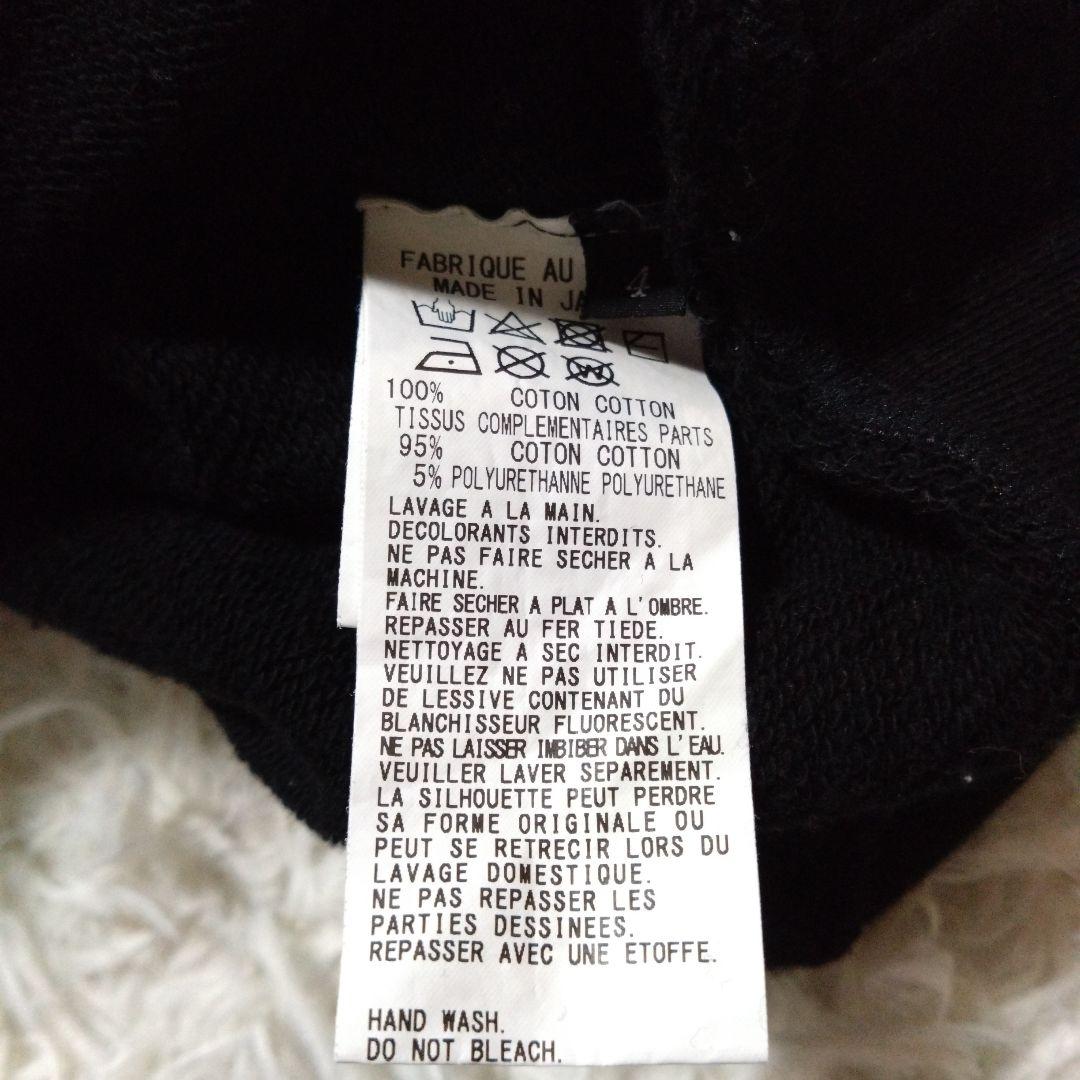 FABRIQUE AU
MADE IN JA
4
100% COTON COTTON
TISSUS COMPLEMENTAIRES PARTS
95% COTON COTTON
5% POLYURETHANNE POLYURETHANE
LAVAGE A LA MAIN.
DECOLORANTS INTERDITS.
NE PAS FAIRE SECHER A LA
MACHINE.
FAIRE SECHER A PLAT A L'OMBRE.
REPASSER AU FER TIEDE.
NETTOYAGE A SEC INTERDIT.
VEUILLEZ NE PAS UTILISER
DE LESSIVE CONTENANT DU
BLANCHISSEUR FLUORESCENT.
NE PAS LAISSER IMBIBER DANS L'EAU.
VEUILLER LAVER SEPAREMENT.
LA SILHOUETTE PEUT PERDRE
SA FORME ORIGINALE OU
PEUT SE RETRECIR LORS DU
LAVAGE DOMESTIQUE.
NE PAS REPASSER LES
PARTIES DESSINEES.
REPASSER AVEC UNE ETOFFE.
HAND WASH.
DO NOT BLEACH.